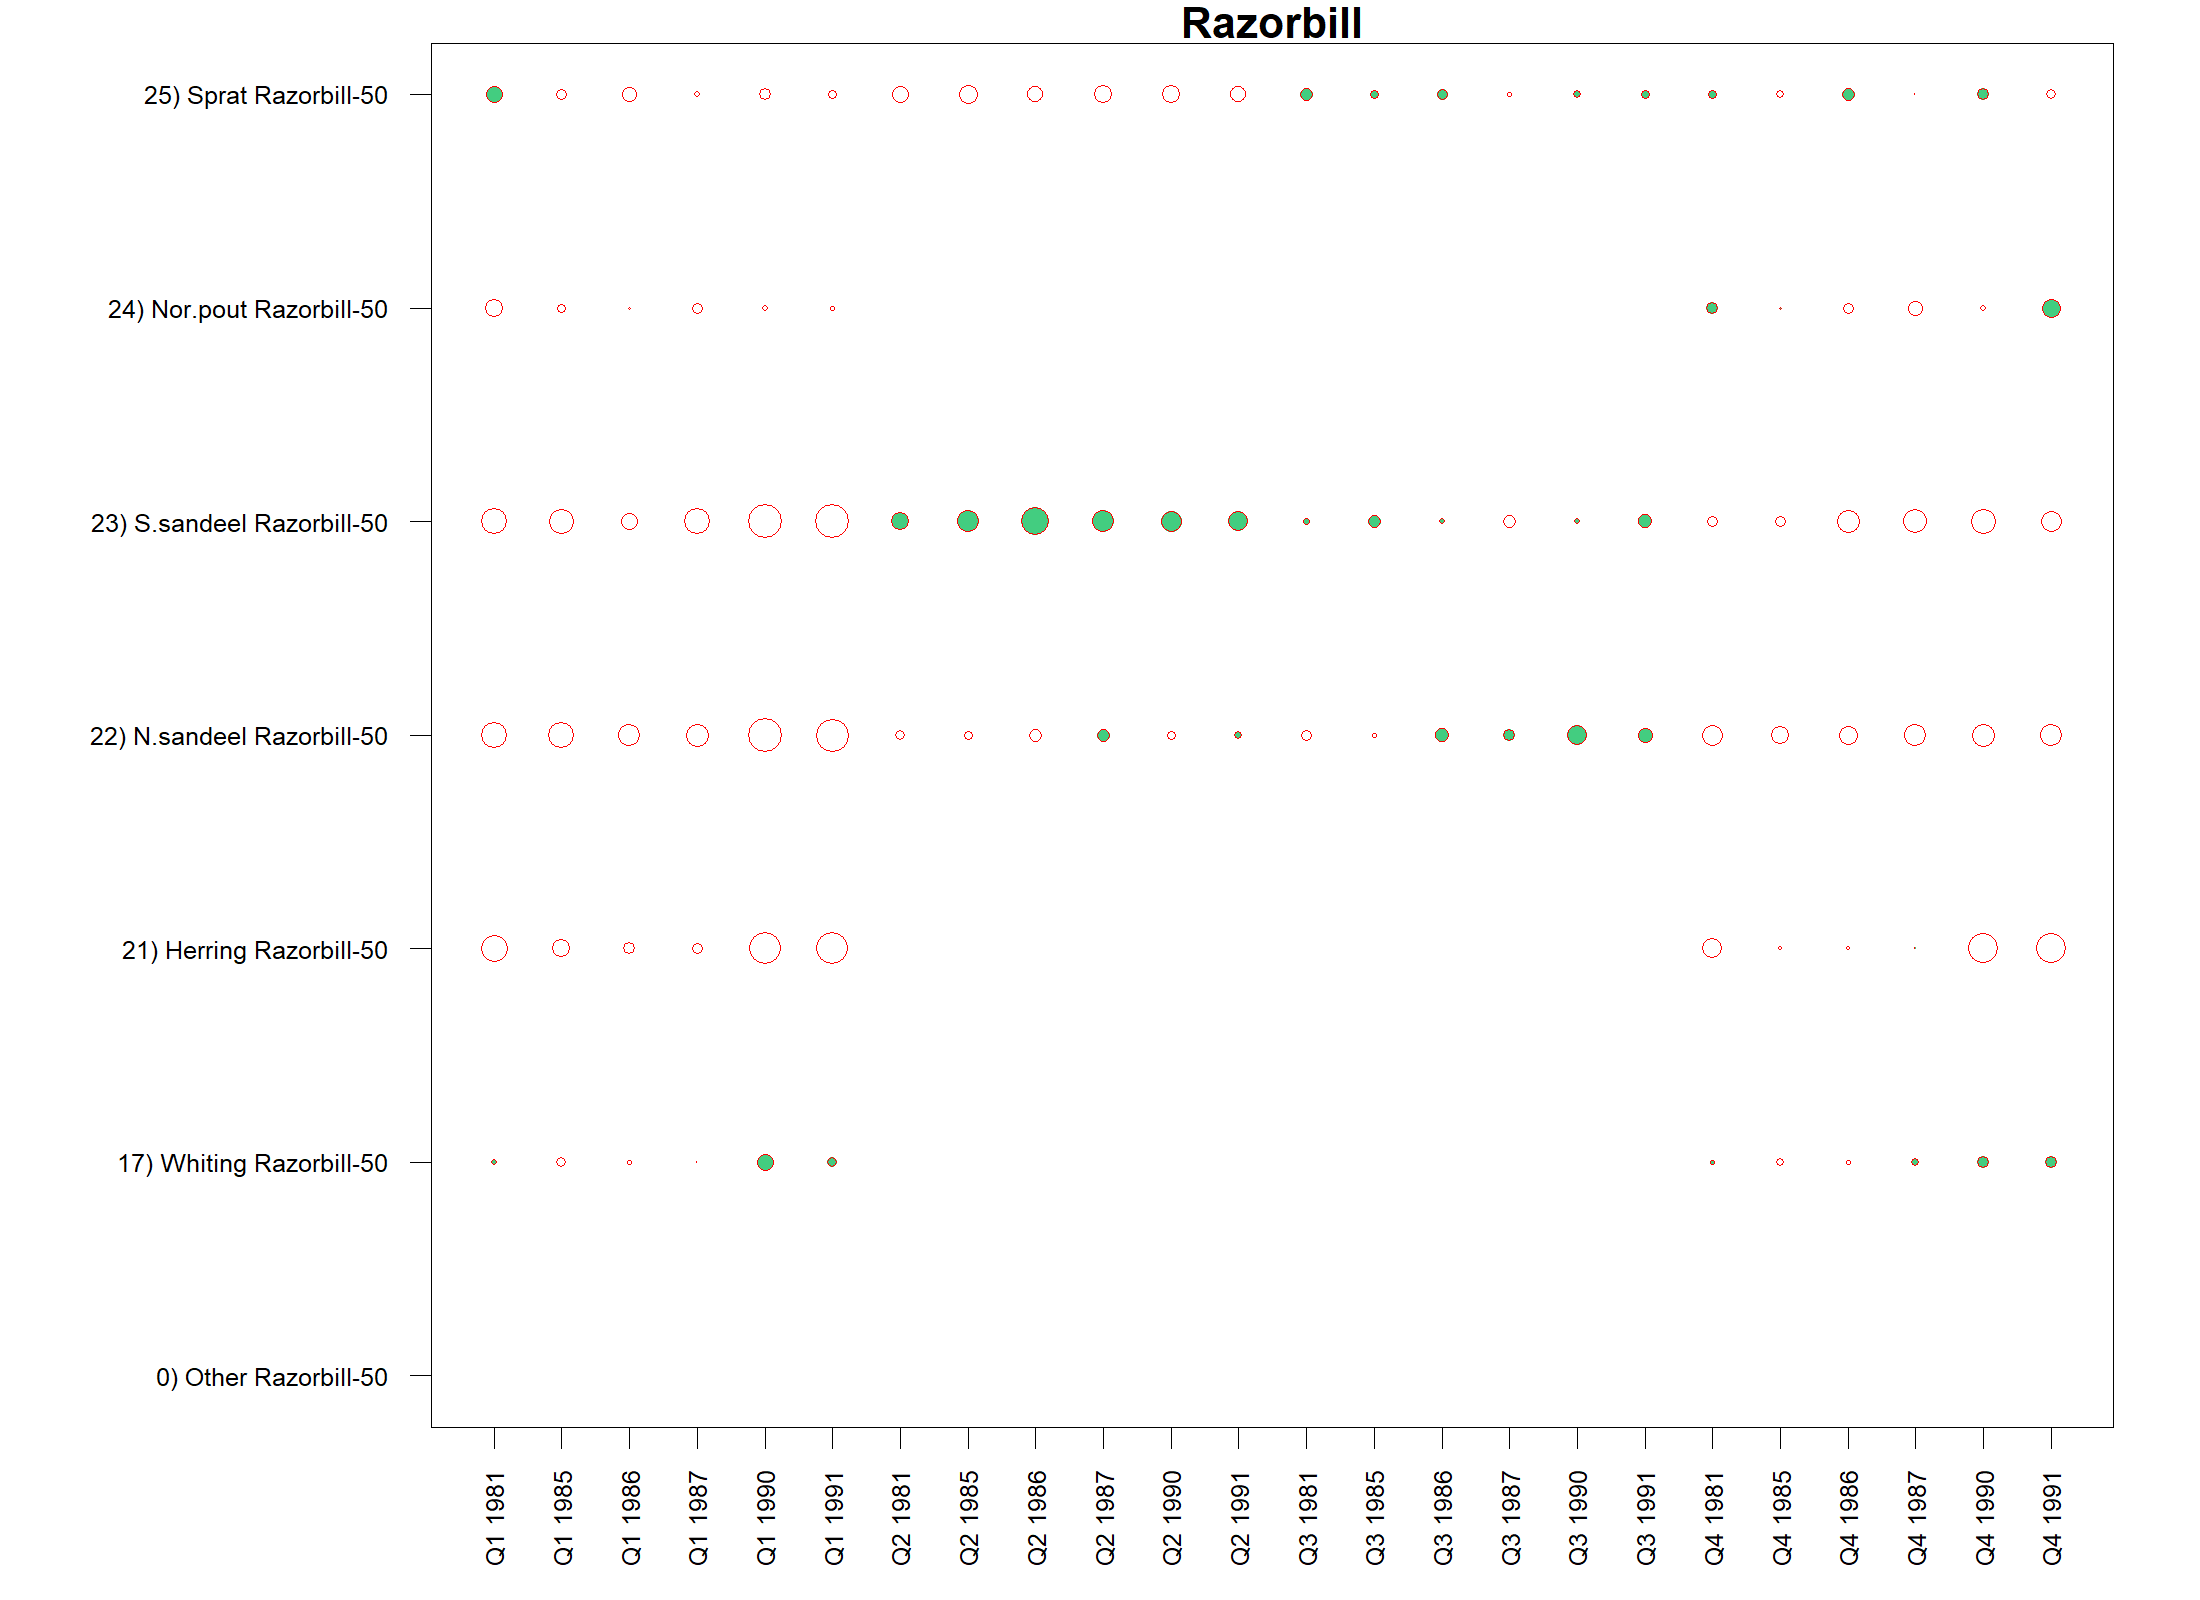 Razorbill
25) Sprat Razorbill-50
24) Nor.pout Razorbill-50
23) S.sandeel Razorbill-50
22) N.sandeel Razorbill-50
21) Herring Razorbill-50
17) Whiting Razorbill-50
0) Other Razorbill-50
Q1 1981
Q1 1985
Q1 1986
Q1 1987
Q1 1990
Q1 1991
Q2 1981
Q2 1985
Q2 1986
Q2 1987
Q2 1990
Q2 1991
Q3 1981
Q3 1985
Q3 1986
Q3 1987
Q3 1990
Q3 1991
Q4 1981
Q4 1985
Q4 1986
Q4 1987
Q4 1990
Q4 1991